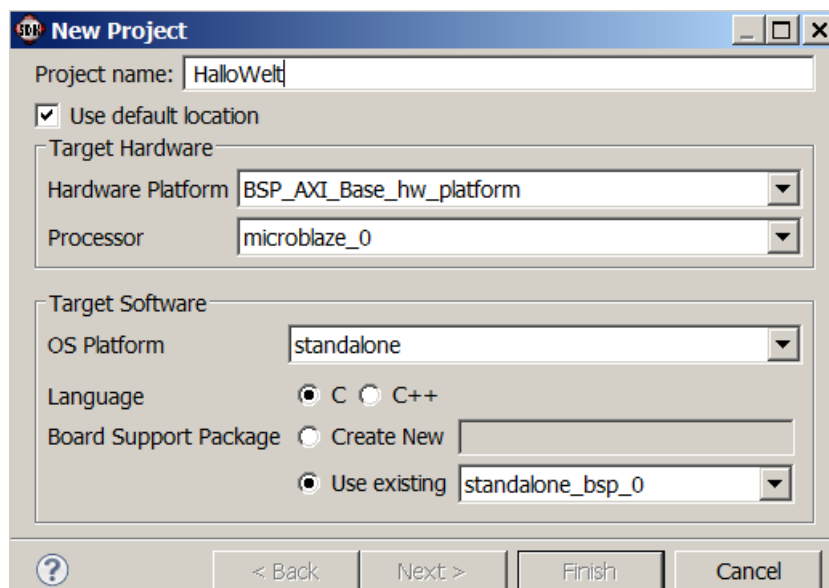 SDK New Project
Project name: HalloWelt
Use default location
Target Hardware
Hardware Platform BSP_AXI_Base_hw_platform
Processor microblaze_0
Target Software
OS Platform standalone
Language C C++
Board Support Package Create New
Use existing standalone_bsp_0
? < Back Next > Finish Cancel